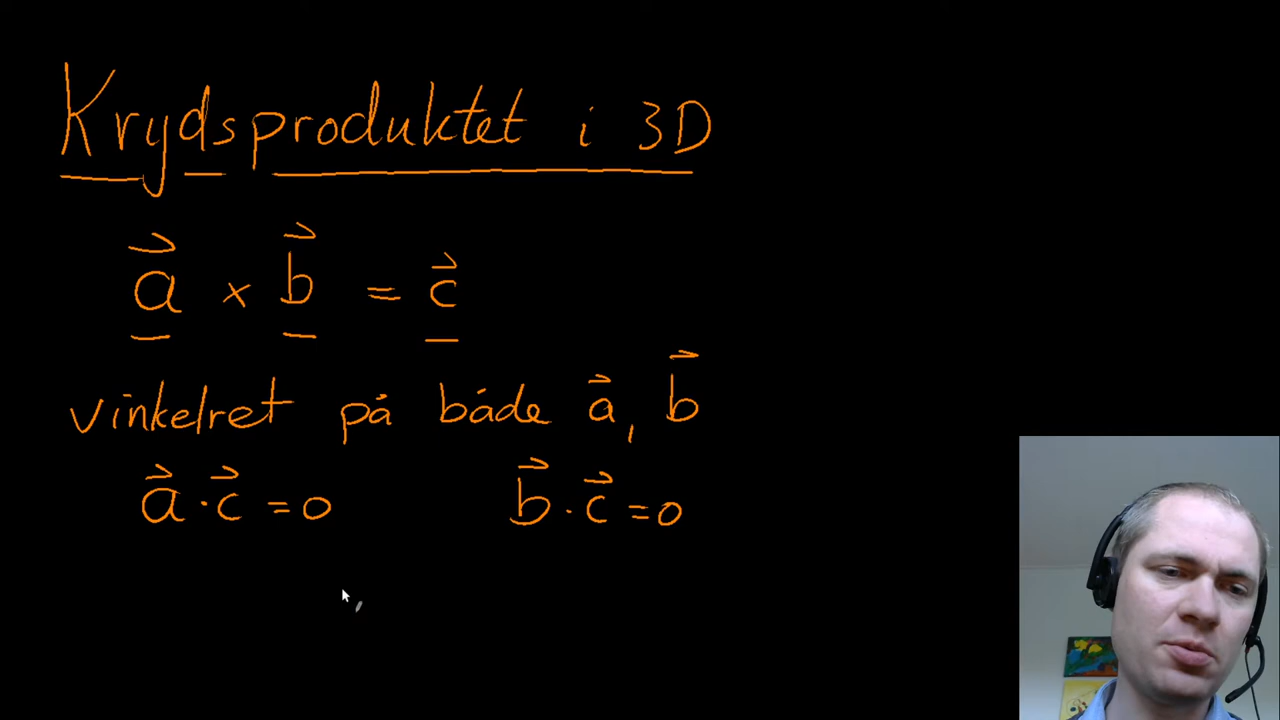 Krydsproduktet i 3D
a⃗ × b⃗ = c⃗
vinkelret på både a⃗, b⃗
a⃗ · c⃗ = 0 b⃗ · c⃗ = 0